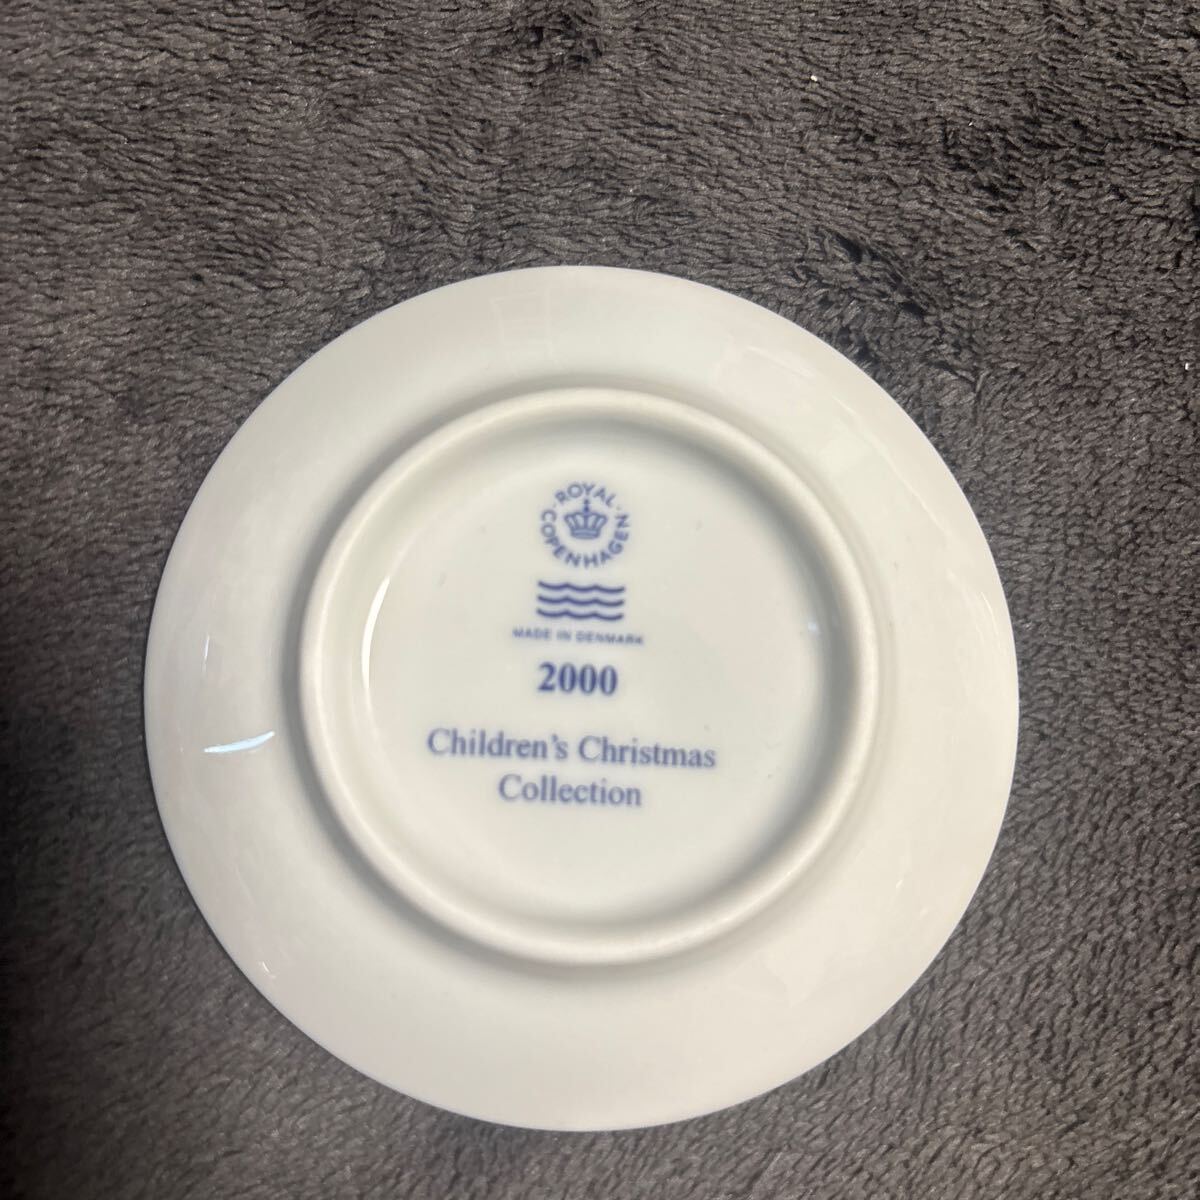 ROYAL
COPENHAGEN
MADE IN DENMARK
2000
Children's Christmas
Collection